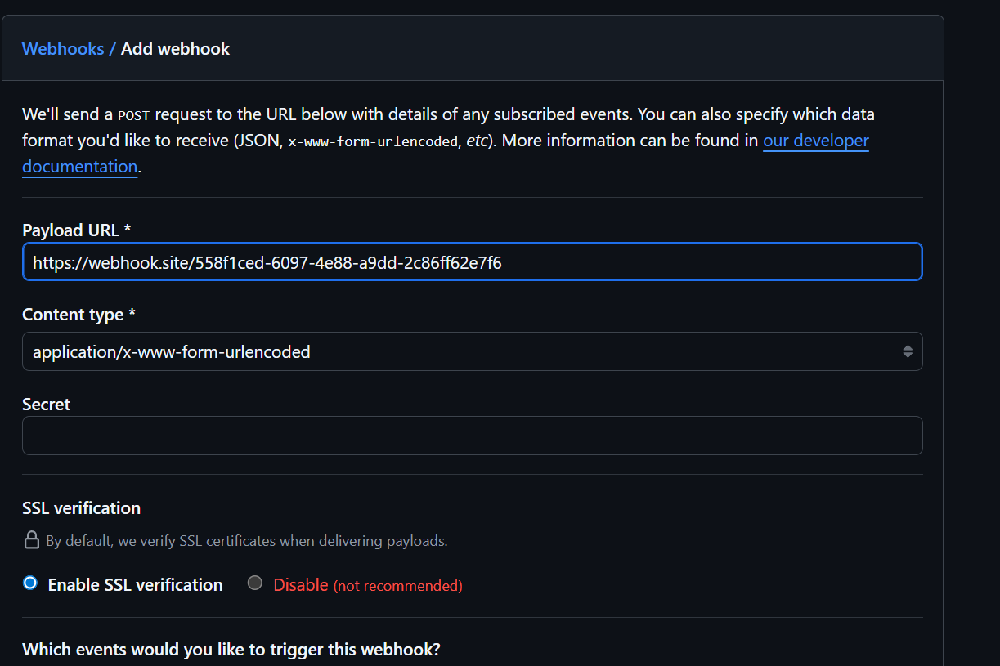 Webhooks / Add webhook
We'll send a POST request to the URL below with details of any subscribed events. You can also specify which data
format you'd like to receive (JSON, x-www-form-urlencoded, etc). More information can be found in our developer
documentation.
Payload URL *
https://webhook.site/558f1ced-6097-4e88-a9dd-2c86ff62e7f6
Content type *
application/x-www-form-urlencoded
Secret
SSL verification
By default, we verify SSL certificates when delivering payloads.
Enable SSL verification Disable (not recommended)
Which events would you like to trigger this webhook?